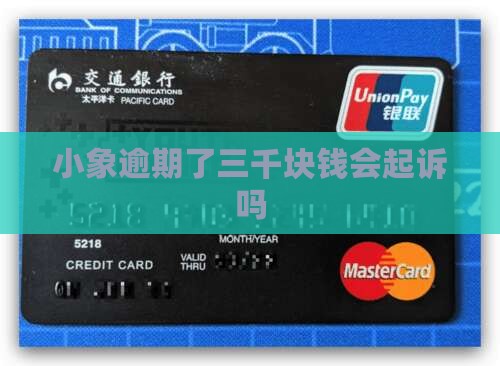 交通銀行
BANK OF COMMUNICATIONS
太平洋卡 PACIFIC CARD
UnionPay
银联
小象逾期了三千块钱会起诉
吗
5218
MONTH/YEAR
CREDIT CARD
VALID
THRU
MasterCard